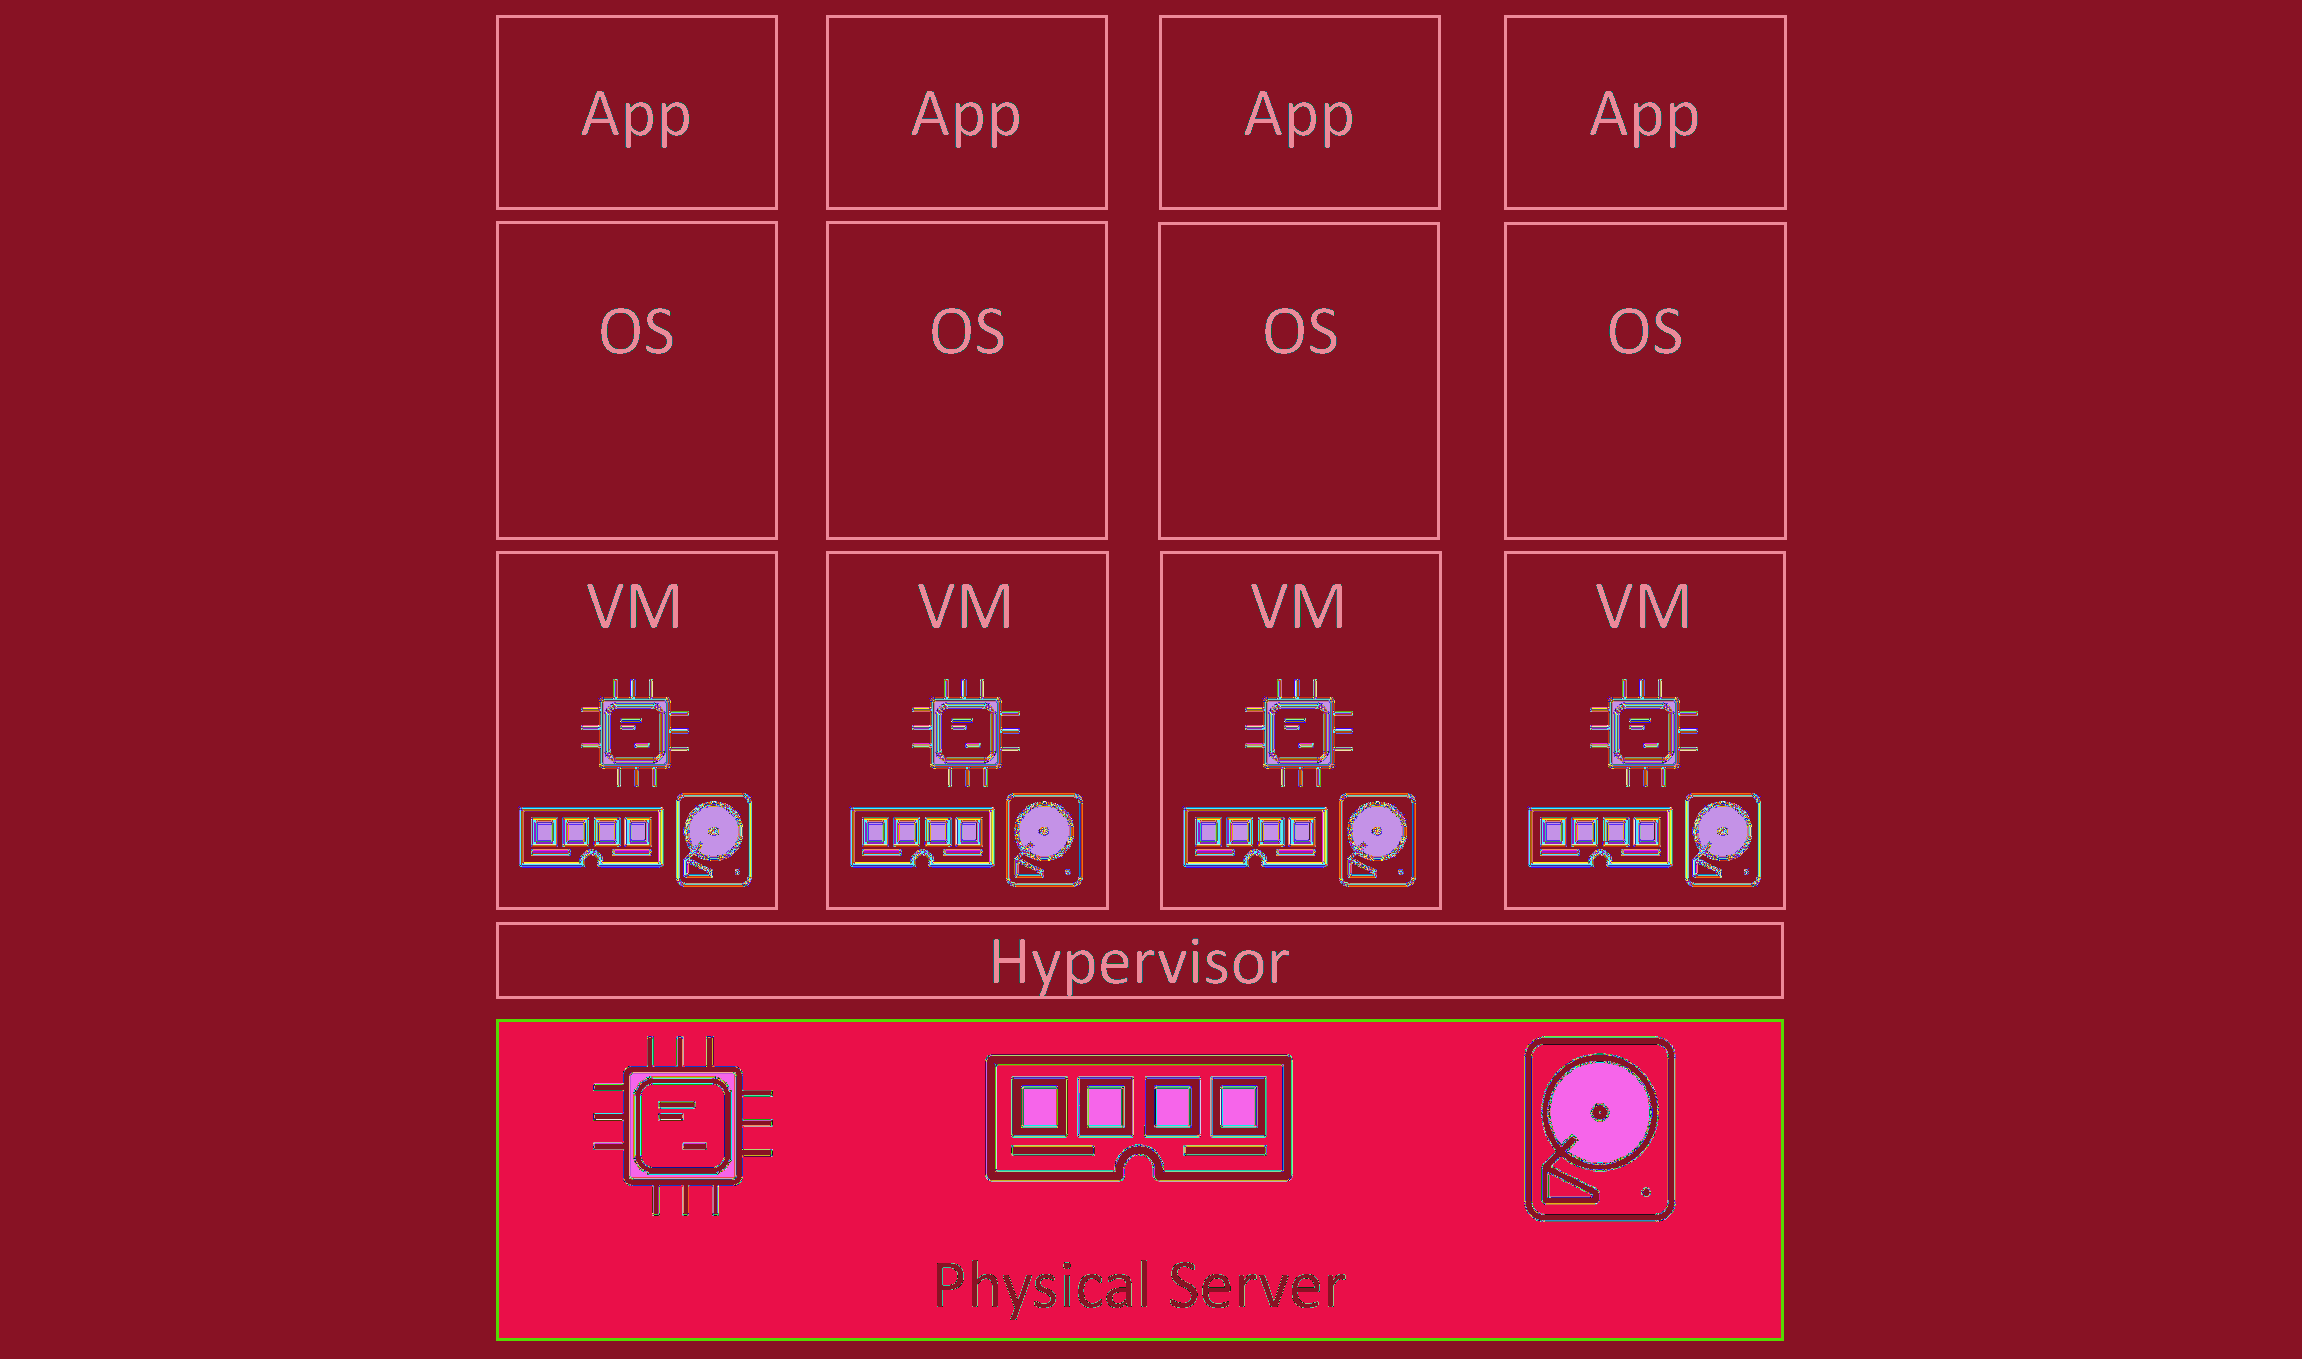 App App App App
OS OS OS OS
VM VM VM VM
Hypervisor
Physical Server